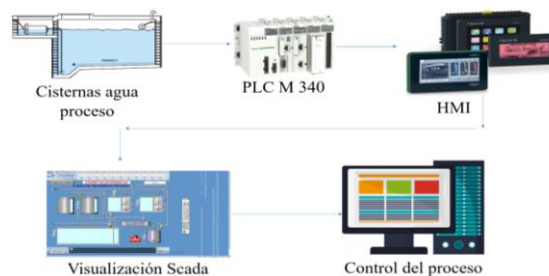 Cisternas agua
proceso
PLC M 340
HMI
Visualización Scada
Control del proceso